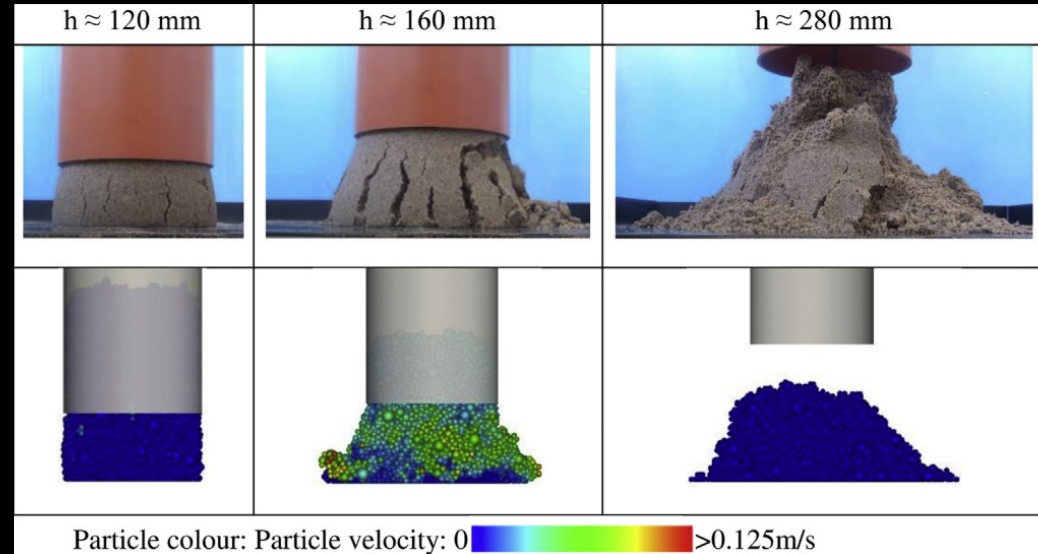 h ≈ 120 mm h ≈ 160 mm h ≈ 280 mm
Particle colour: Particle velocity: 0 >0.125m/s